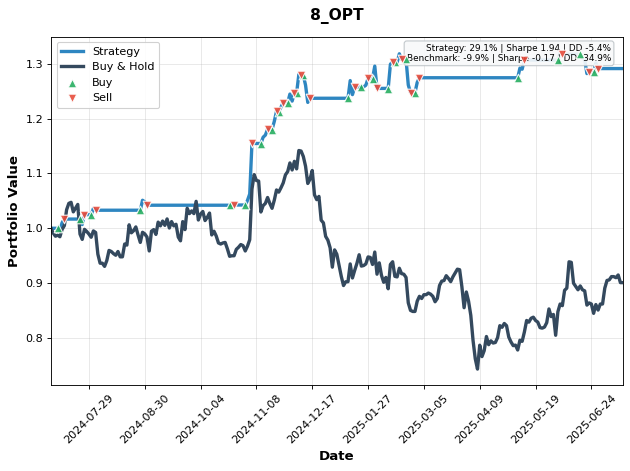 8_OPT
Strategy
Buy & Hold
Buy
Sell
Strategy: 29.1% | Sharpe 1.94 | DD -5.4%
Benchmark: -9.9% | Sharpe -0.17 | DD -34.9%
Portfolio Value
1.3
1.2
1.1
1.0
0.9
0.8
2024-07-29
2024-08-30
2024-10-04
2024-11-08
2024-12-17
2025-01-27
2025-03-05
2025-04-09
2025-05-19
2025-06-24
Date